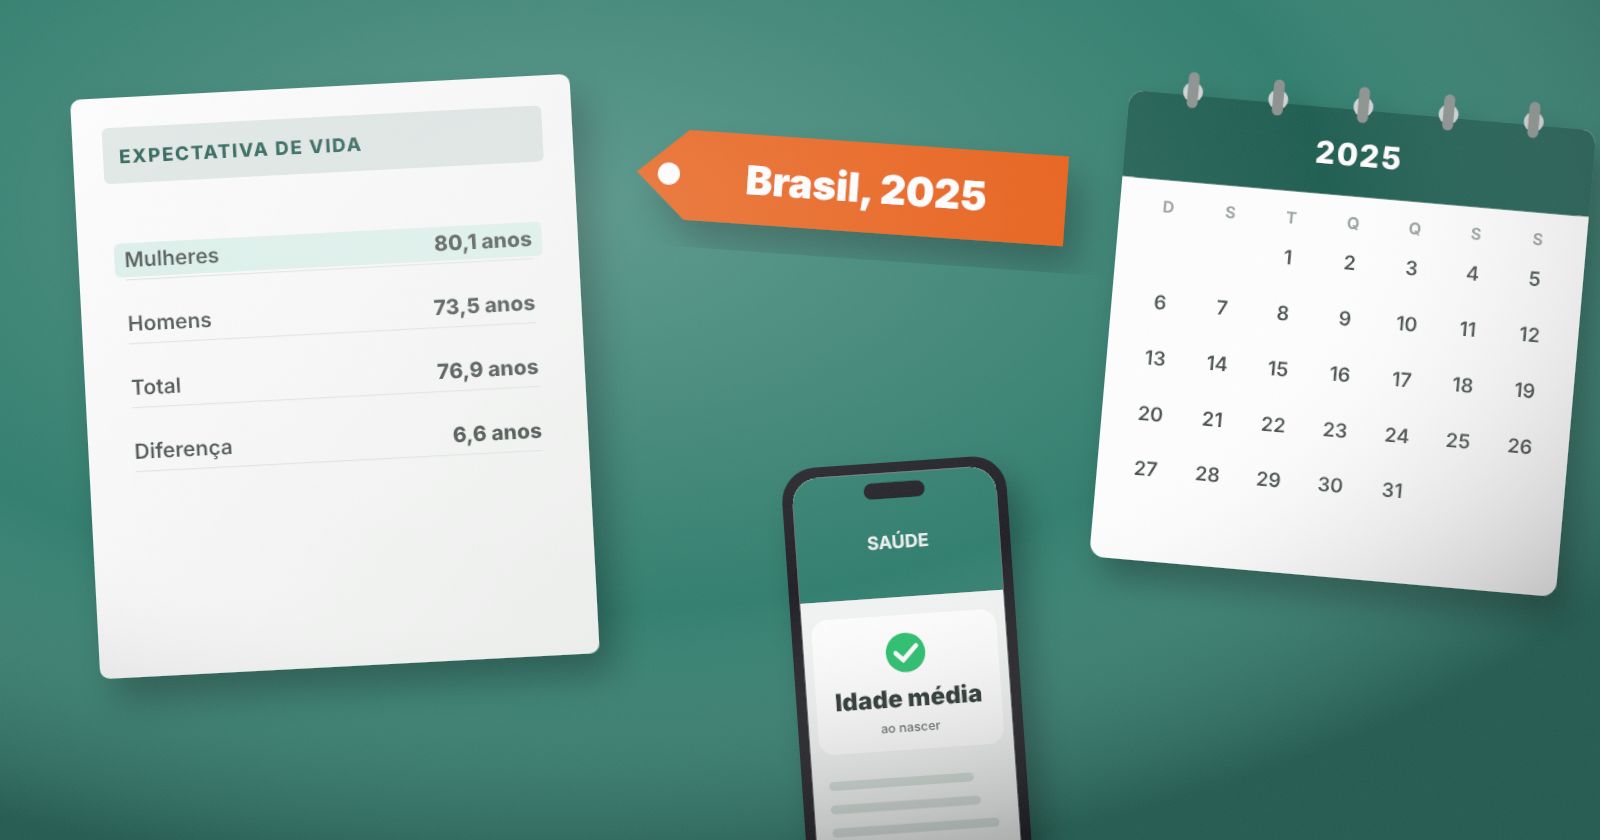 EXPECTATIVA DE VIDA
Mulheres 80,1 anos
Homens 73,5 anos
Total 76,9 anos
Diferença 6,6 anos
Brasil, 2025
2025
D S T Q Q S S
1 2 3 4 5
6 7 8 9 10 11 12
13 14 15 16 17 18 19
20 21 22 23 24 25 26
27 28 29 30 31
SAÚDE
Idade média
ao nascer